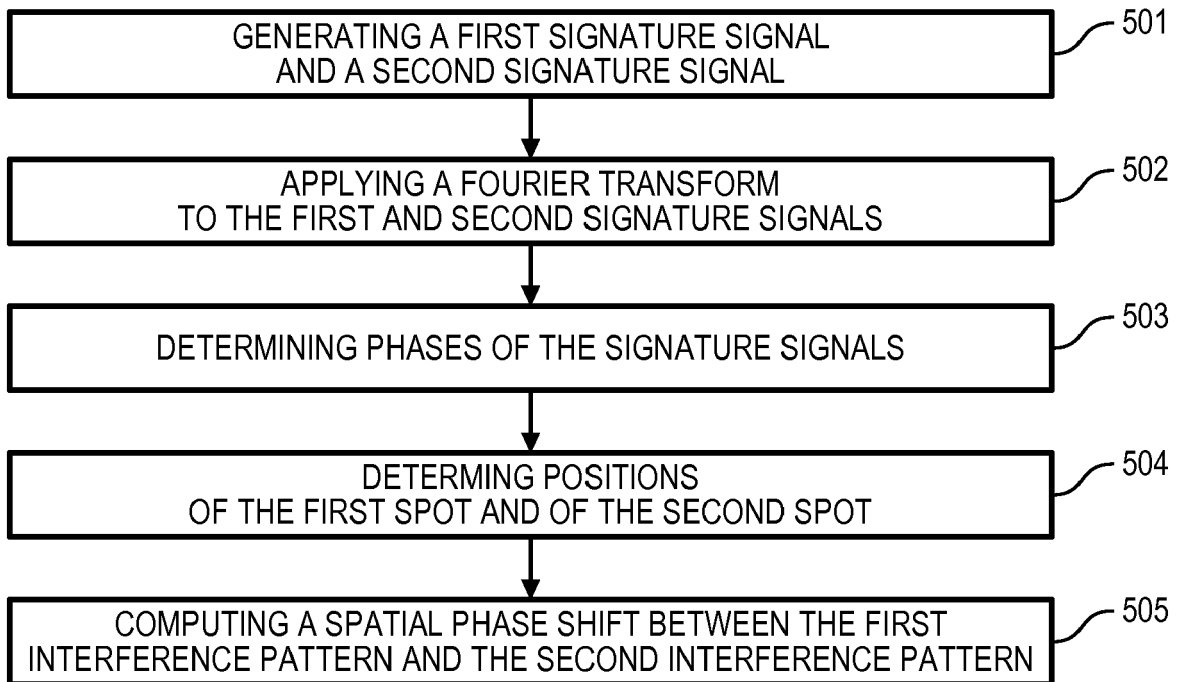 GENERATING A FIRST SIGNATURE SIGNAL
AND A SECOND SIGNATURE SIGNAL
501
APPLYING A FOURIER TRANSFORM
TO THE FIRST AND SECOND SIGNATURE SIGNALS
502
DETERMINING PHASES OF THE SIGNATURE SIGNALS
503
DETERMING POSITIONS
OF THE FIRST SPOT AND OF THE SECOND SPOT
504
COMPUTING A SPATIAL PHASE SHIFT BETWEEN THE FIRST
INTERFERENCE PATTERN AND THE SECOND INTERFERENCE PATTERN
505